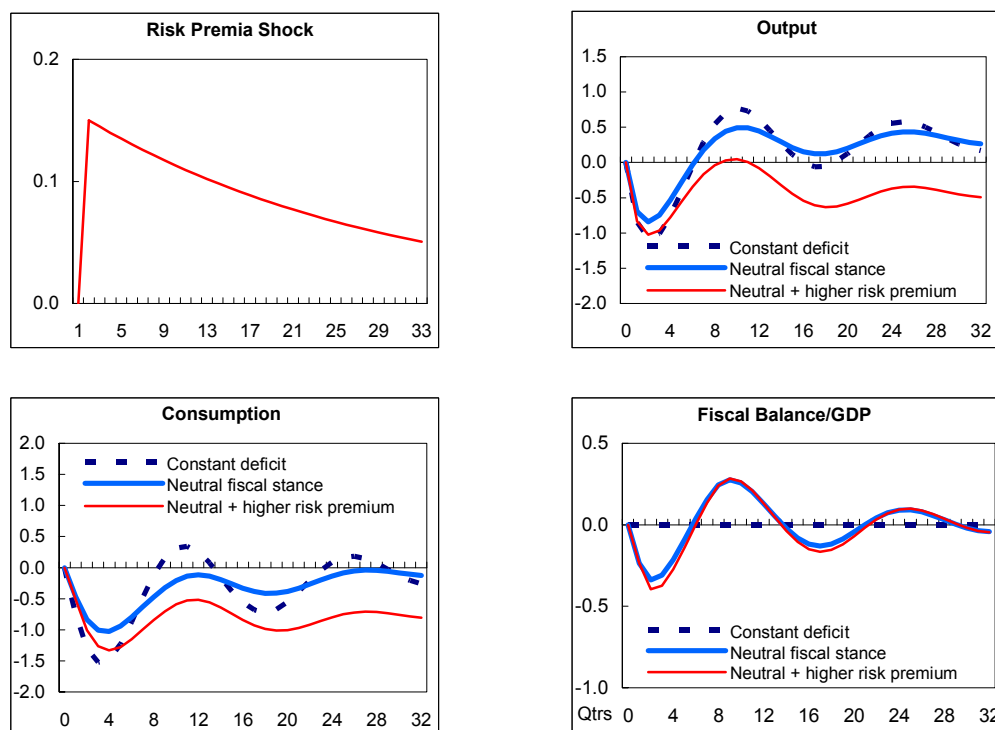 Risk Premia Shock
0.2
0.1
0.0
1 5 9 13 17 21 25 29 33
Output
1.5
1.0
0.5
0.0
-0.5
-1.0
-1.5
-2.0
Constant deficit
Neutral fiscal stance
Neutral + higher risk premium
0 4 8 12 16 20 24 28 32
Consumption
2.0
1.5
1.0
0.5
0.0
-0.5
-1.0
-1.5
-2.0
Constant deficit
Neutral fiscal stance
Neutral + higher risk premium
0 4 8 12 16 20 24 28 32
Fiscal Balance/GDP
0.5
0.0
-0.5
-1.0
Constant deficit
Neutral fiscal stance
Neutral + higher risk premium
Qtrs 0 4 8 12 16 20 24 28 32